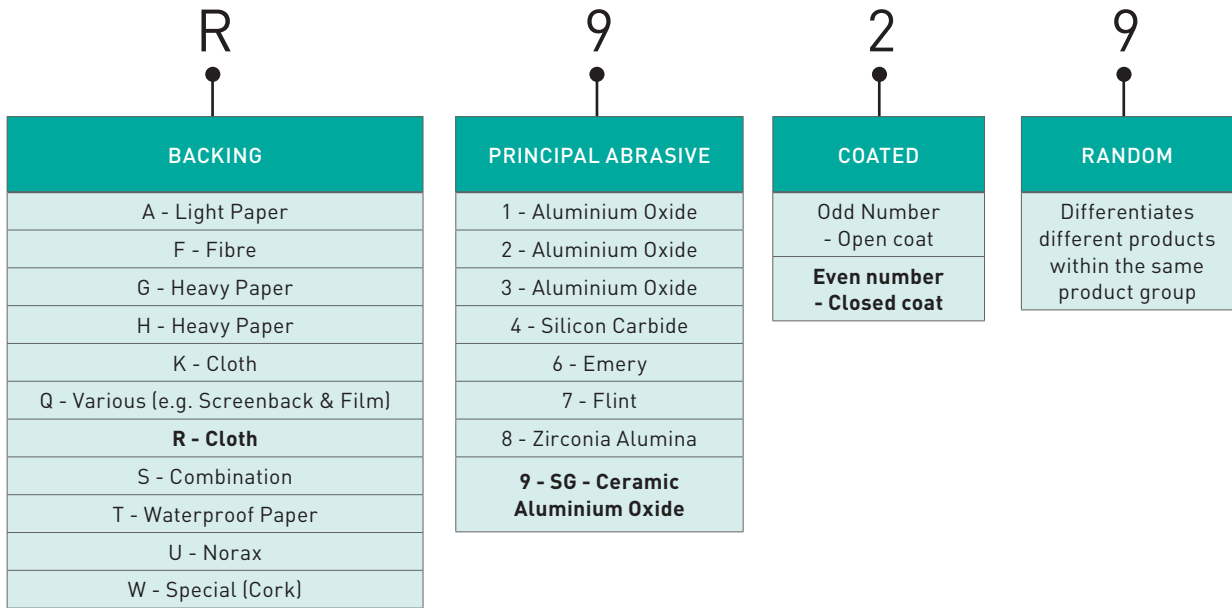 R
9
2
9
BACKING
A - Light Paper
F - Fibre
G - Heavy Paper
H - Heavy Paper
K - Cloth
Q - Various (e.g. Screenback & Film)
R - Cloth
S - Combination
T - Waterproof Paper
U - Norax
W - Special (Cork)
PRINCIPAL ABRASIVE
1 - Aluminium Oxide
2 - Aluminium Oxide
3 - Aluminium Oxide
4 - Silicon Carbide
6 - Emery
7 - Flint
8 - Zirconia Alumina
9 - SG - Ceramic
Aluminium Oxide
COATED
Odd Number
- Open coat
Even number
- Closed coat
RANDOM
Differentiates
different products
within the same
product group